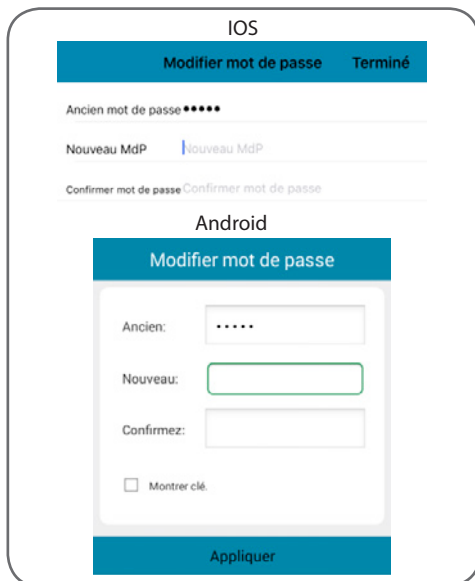 IOS
Modifier mot de passe Terminé
Ancien mot de passe •••••
Nouveau MdP Nouveau MdP
Confirmer mot de passe Confirmer mot de passe
Android
Modifier mot de passe
Ancien: •••••
Nouveau:
Confirmez:
Montrer clé.
Appliquer